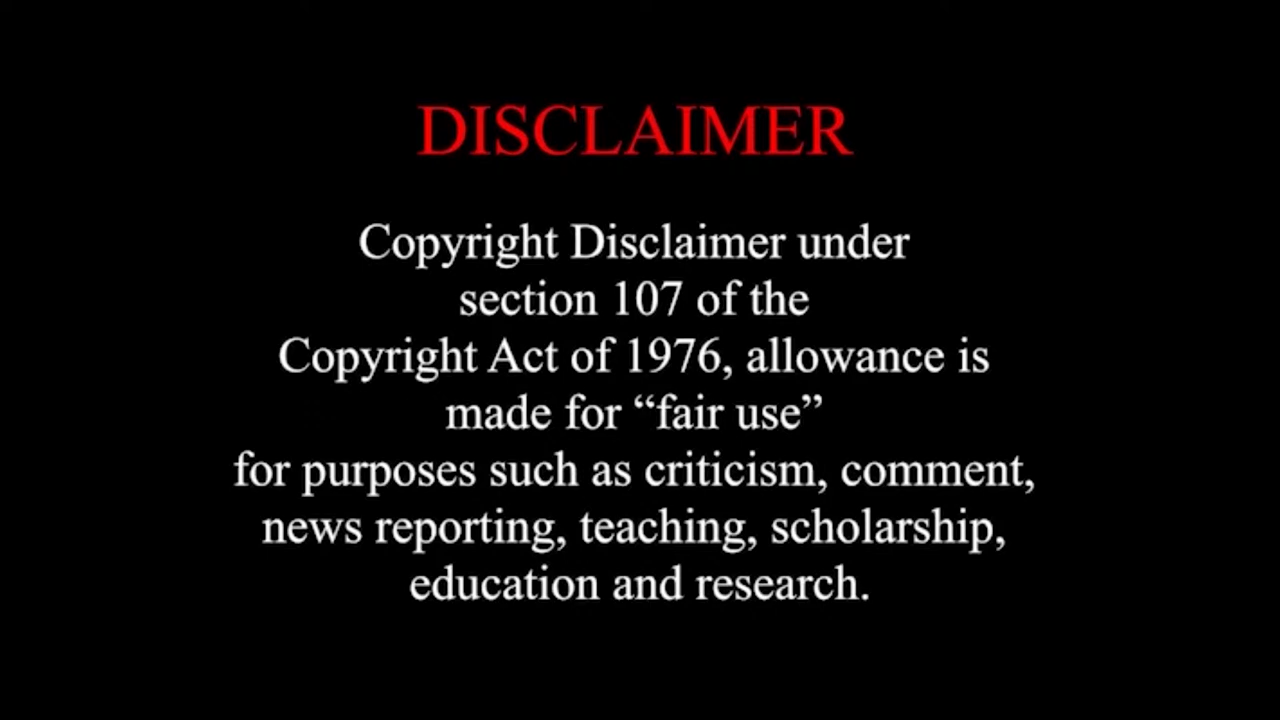 DISCLAIMER
Copyright Disclaimer under
section 107 of the
Copyright Act of 1976, allowance is
made for “fair use”
for purposes such as criticism, comment,
news reporting, teaching, scholarship,
education and research.